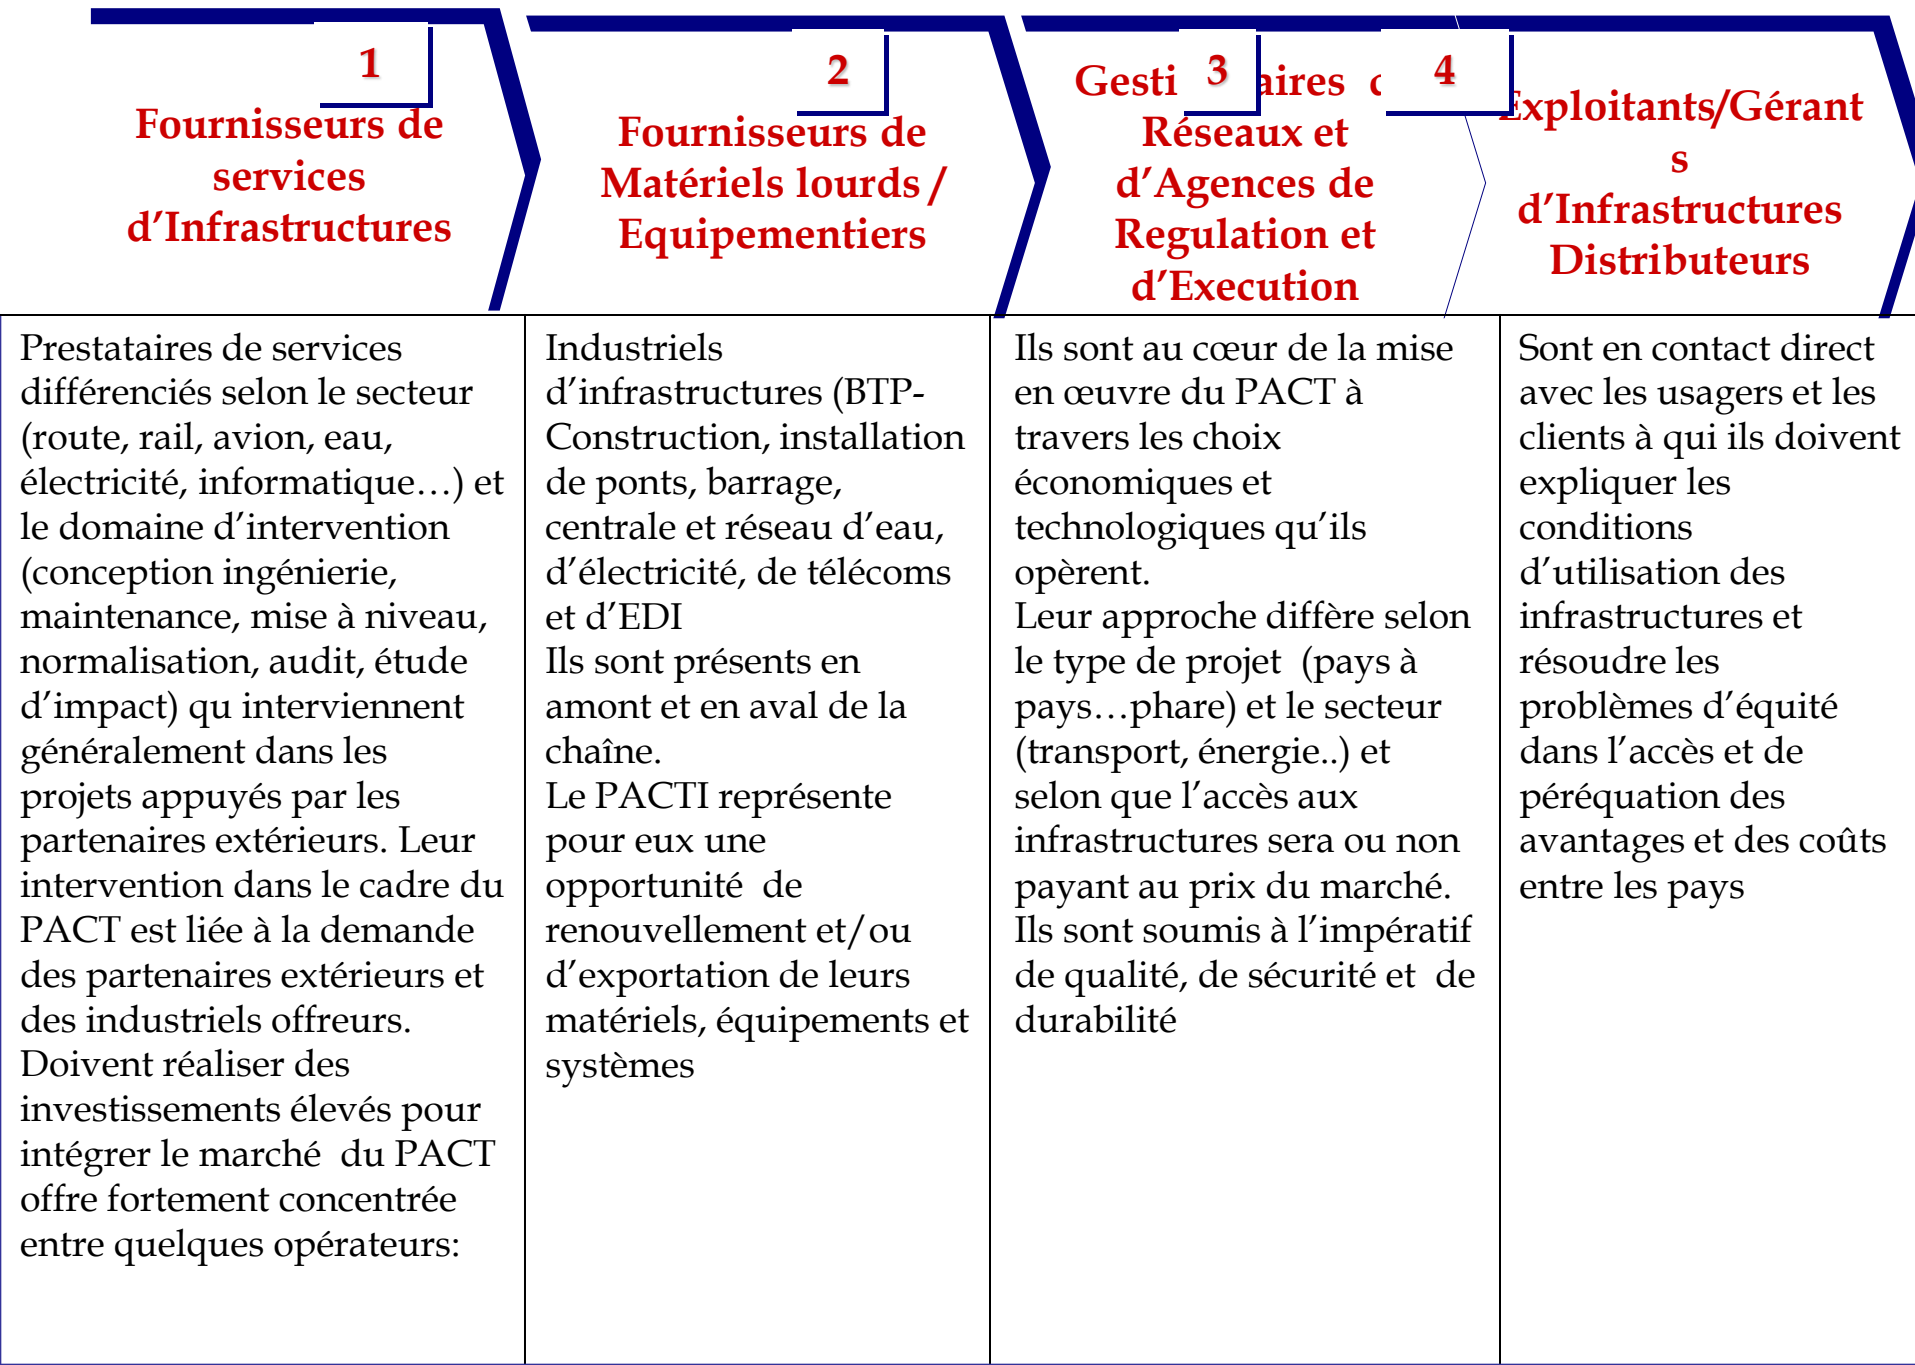 1
Fournisseurs de
services
d’Infrastructures
2
Fournisseurs de
Matériels lourds /
Equipementiers
3
Gesti aires
Réseaux et
d’Agences de
Regulation et
d’Execution
4
Exploitants/Gérant
s
d’Infrastructures
Distributeurs
Prestataires de services
différenciés selon le secteur
(route, rail, avion, eau,
électricité, informatique…) et
le domaine d’intervention
(conception ingénierie,
maintenance, mise à niveau,
normalisation, audit, étude
d’impact) qu interviennent
généralement dans les
projets appuyés par les
partenaires extérieurs. Leur
intervention dans le cadre du
PACT est liée à la demande
des partenaires extérieurs et
des industriels offreurs.
Doivent réaliser des
investissements élevés pour
intégrer le marché du PACT
offre fortement concentrée
entre quelques opérateurs:
Industriels
d’infrastructures (BTP-
Construction, installation
de ponts, barrage,
centrale et réseau d’eau,
d’électricité, de télécoms
et d’EDI
Ils sont présents en
amont et en aval de la
chaîne.
Le PACTI représente
pour eux une
opportunité de
renouvellement et/ou
d’exportation de leurs
matériels, équipements et
systèmes
Ils sont au cœur de la mise
en œuvre du PACT à
travers les choix
économiques et
technologiques qu’ils
opèrent.
Leur approche diffère selon
le type de projet (pays à
pays…phare) et le secteur
(transport, énergie..) et
selon que l’accès aux
infrastructures sera ou non
payant au prix du marché.
Ils sont soumis à l’impératif
de qualité, de sécurité et de
durabilité
Sont en contact direct
avec les usagers et les
clients à qui ils doivent
expliquer les
conditions
d’utilisation des
infrastructures et
résoudre les
problèmes d’équité
dans l’accès et de
péréquation des
avantages et des coûts
entre les pays